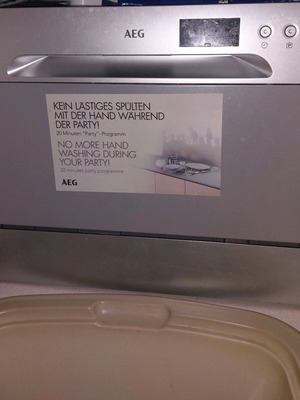 AEG
KEIN LÄSTIGES SPÜLTEN
MIT DER HAND WÄHREND
DER PARTY!
20 Minuten "Party"-Programm
NO MORE HAND
WASHING DURING
YOUR PARTY!
20 minutes party programme
AEG